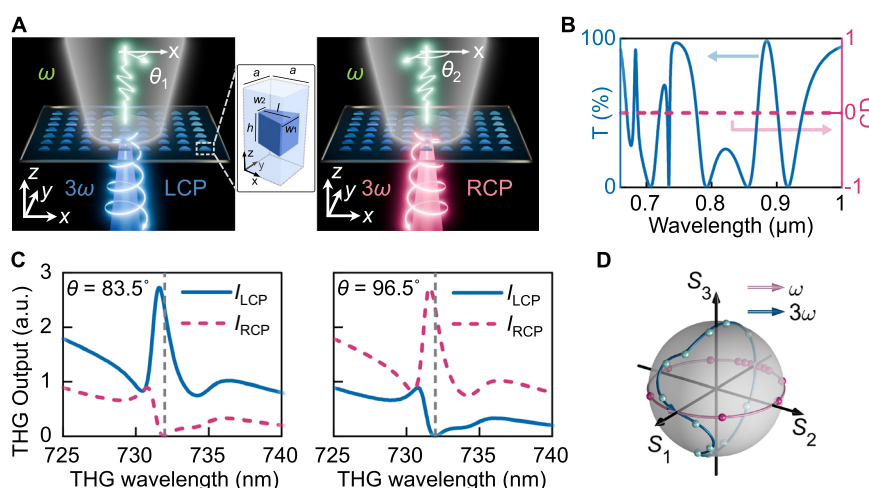 A
ω
x
θ1
3ω
LCP
z
y
x
a
a
w2
l
h
w1
z
y
x
ω
x
θ2
3ω
RCP
z
y
x
B
100
T (%)
0
1
0
CD
-1
0.7
0.8
0.9
1
Wavelength (μm)
C
THG Output (a.u.)
3
2
1
0
θ = 83.5°
ILCP
IRCP
725
730
735
740
THG wavelength (nm)
θ = 96.5°
ILCP
IRCP
725
730
735
740
THG wavelength (nm)
D
S3
ω
3ω
S1
S2